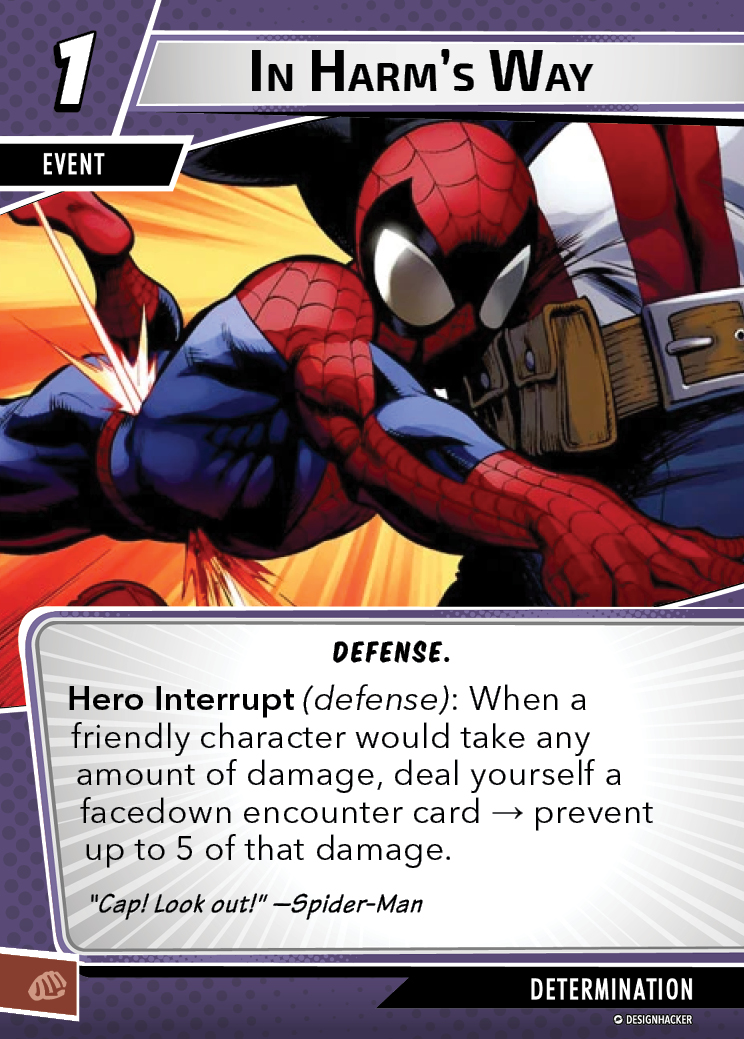 1
In Harm's Way
EVENT
DEFENSE.
Hero Interrupt (defense): When a
friendly character would take any
amount of damage, deal yourself a
facedown encounter card → prevent
up to 5 of that damage.
"Cap! Look out!" —Spider-Man
DETERMINATION
DESIGNHACKER